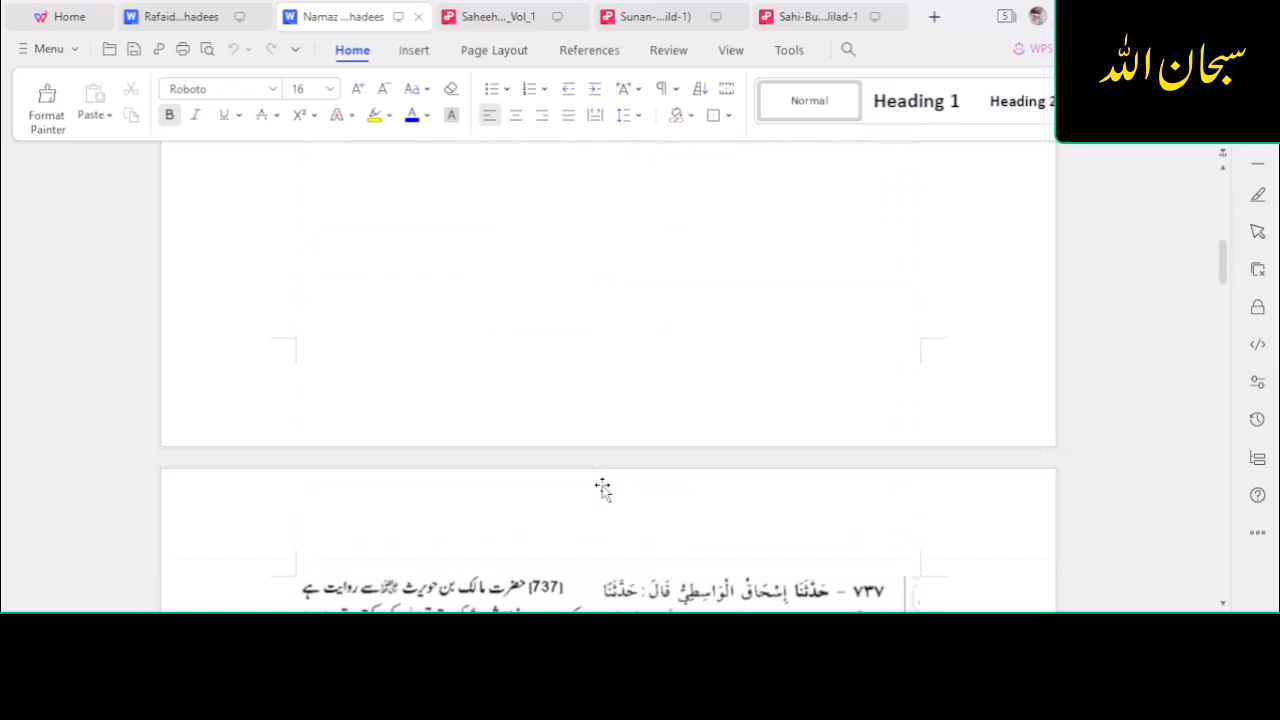 Home
Rafaid...hadees
Namaz ...hadees
Saheeh..._Vol_1
Sunan-...ild-1)
Sahi-Bu...Jilad-1
5
Menu
Home
Insert
Page Layout
References
Review
View
Tools
WPS
سبحان الله
Format Painter
Paste
Roboto
16
Normal
Heading 1
Heading 2
٧٣٧ - حَدَّثَنَا إِسْحَاقُ الْوَاسِطِيُّ قَالَ: حَدَّثَنَا
[737] حضرت مالک بن حویرث ؓ سے روایت ہے